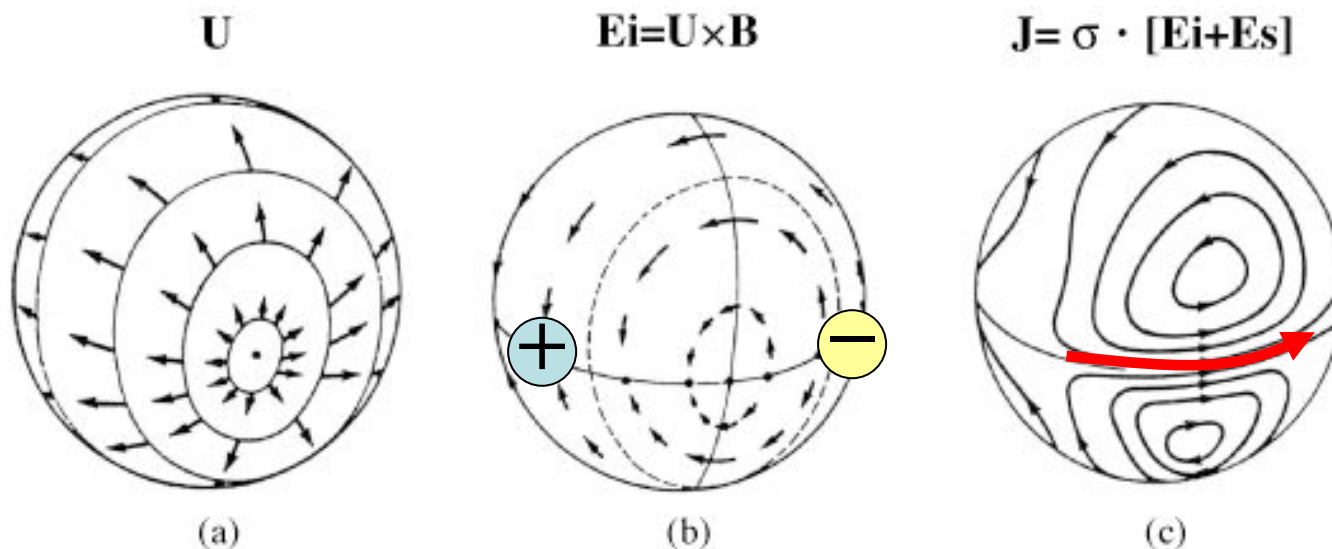 U
Ei=U×B
J= σ · [Ei+Es]
+
−
(a)
(b)
(c)